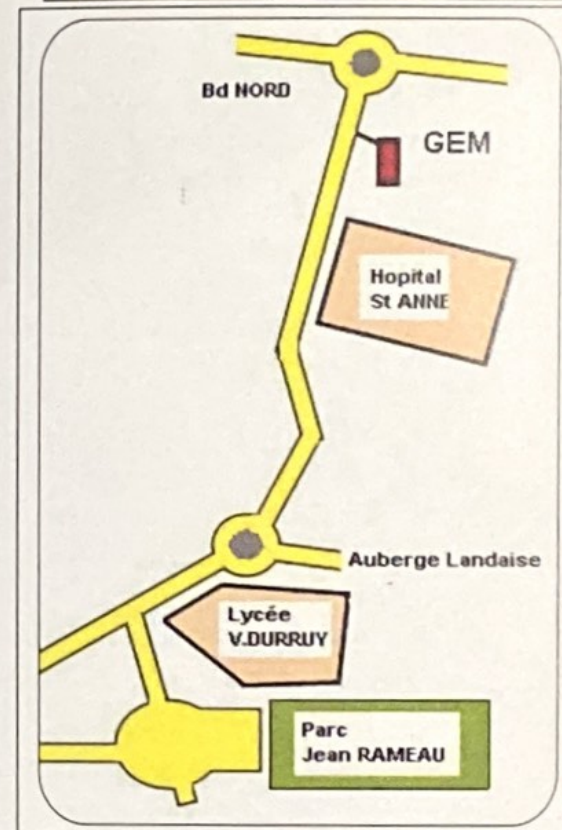 Bd NORD
GEM
Hopital
St ANNE
Auberge Landaise
Lycée
V.DURRUY
Parc
Jean RAMEAU